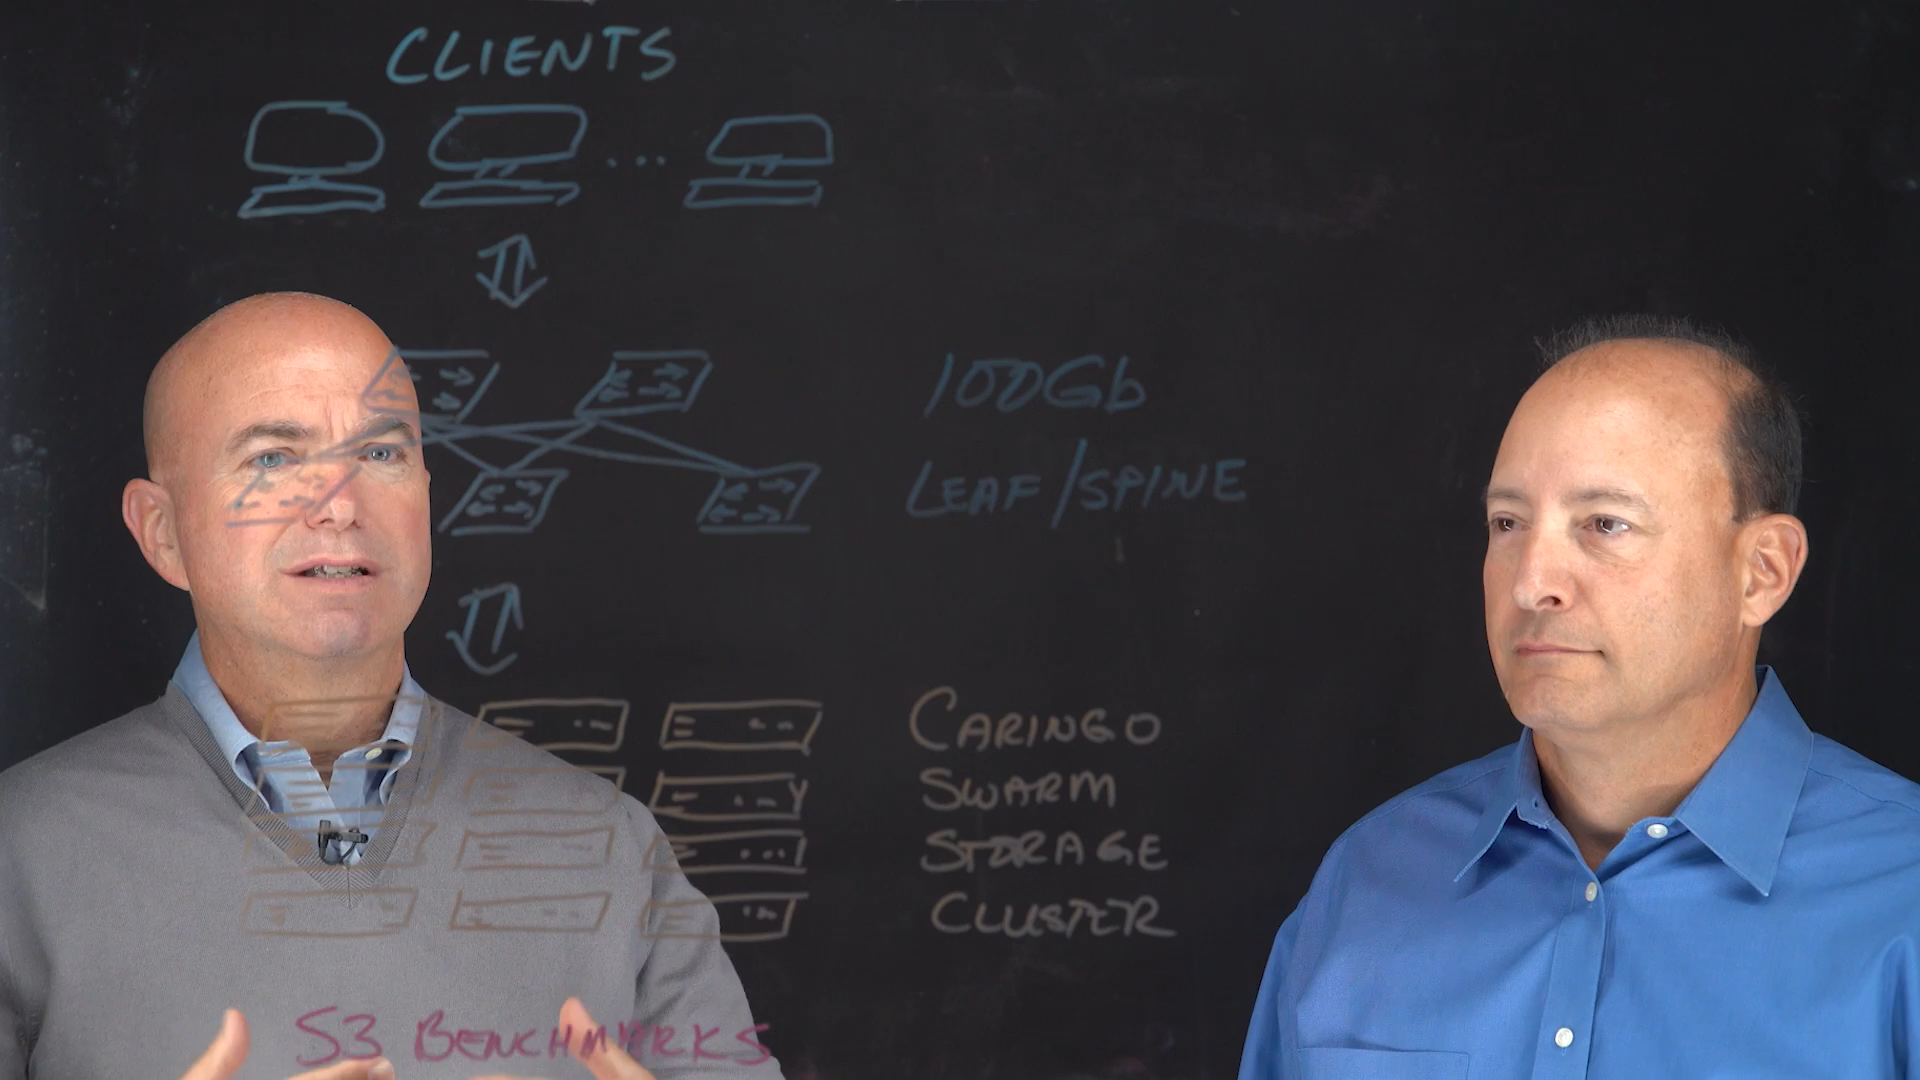 CLIENTS
...
100Gb
LEAF/SPINE
CARINGO
SWARM
STORAGE
CLUSTER
S3 BENCHMARKS